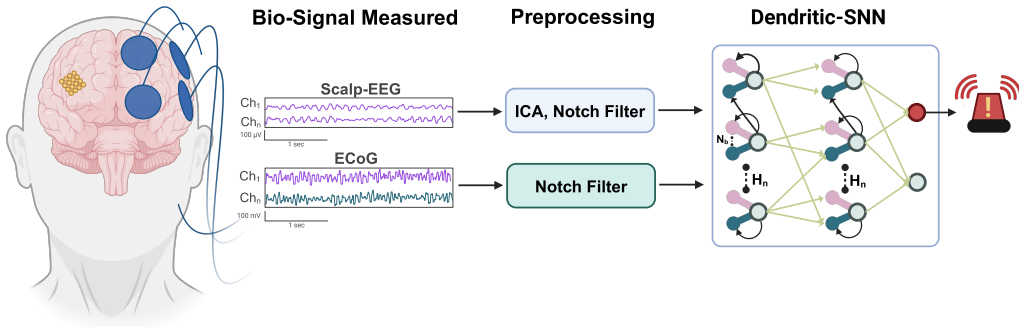 Bio-Signal Measured
Preprocessing
Dendritic-SNN
Scalp-EEG
Ch1
Chn
100 µV
1 sec
ICA, Notch Filter
ECoG
Ch1
Chn
100 mV
1 sec
Notch Filter
Nb
Hn
Hn